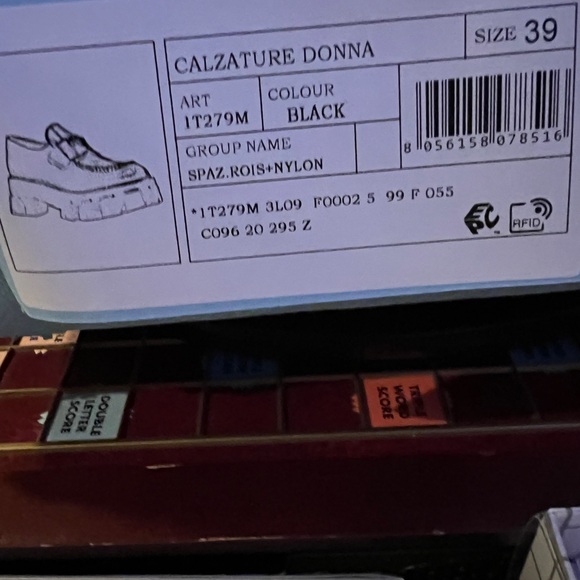 CALZATURE DONNA
SIZE 39
ART
1T279M
COLOUR
BLACK
GROUP NAME
SPAZ.ROIS+NYLON
8 056158 078516
*1T279M 3L09 F0002 5 99 F 055
C096 20 295 Z
RFID
DOUBLE
LETTER
SCORE
TRIPLE
WORD
SCORE